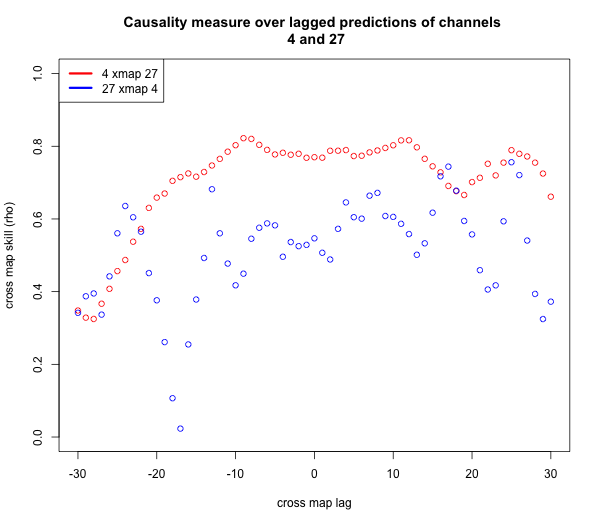 Causality measure over lagged predictions of channels
4 and 27
4 xmap 27
27 xmap 4
cross map skill (rho)
1.0
0.8
0.6
0.4
0.2
0.0
-30
-20
-10
0
10
20
30
cross map lag